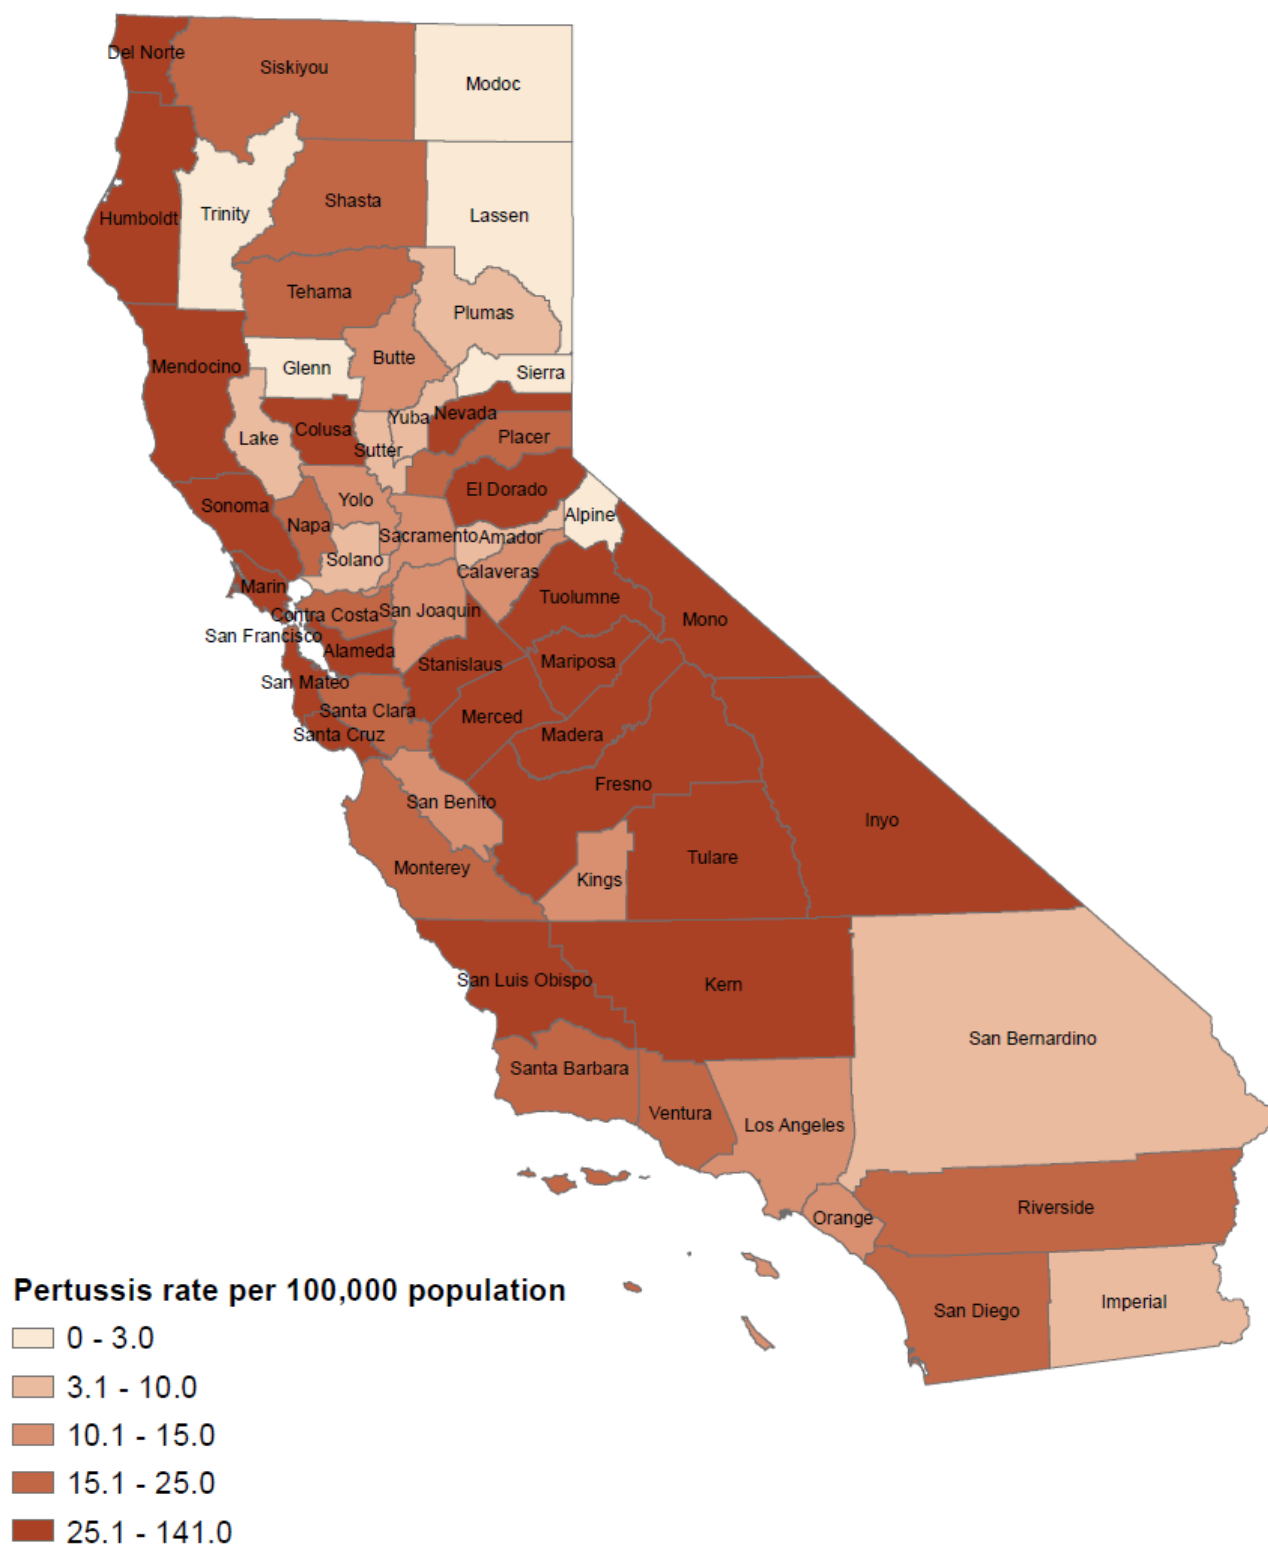 Del Norte
Siskiyou
Modoc
Humboldt
Trinity
Shasta
Lassen
Tehama
Plumas
Mendocino
Glenn
Butte
Sierra
Lake
Colusa
Sutter
Yuba
Nevada
Placer
Sonoma
Napa
Yolo
El Dorado
Solano
Sacramento
Amador
Alpine
Marin
Calaveras
Contra Costa
San Joaquin
Tuolumne
Mono
San Francisco
Alameda
Stanislaus
Mariposa
San Mateo
Santa Clara
Merced
Santa Cruz
Madera
San Benito
Fresno
Inyo
Monterey
Kings
Tulare
San Luis Obispo
Kern
San Bernardino
Santa Barbara
Ventura
Los Angeles
Orange
Riverside
San Diego
Imperial
Pertussis rate per 100,000 population
0 - 3.0
3.1 - 10.0
10.1 - 15.0
15.1 - 25.0
25.1 - 141.0